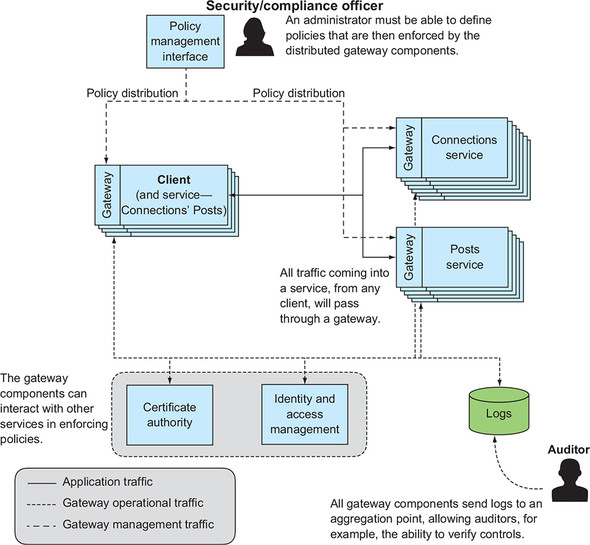 Security/compliance officer
Policy
management
interface
An administrator must be able to define
policies that are then enforced by the
distributed gateway components.
Policy distribution
Policy distribution
Gateway
Client
(and service—
Connections’ Posts)
Gateway
Connections
service
Gateway
Posts
service
All traffic coming into
a service, from any
client, will pass
through a gateway.
The gateway
components can
interact with other
services in enforcing
policies.
Certificate
authority
Identity and
access
management
Logs
Auditor
Application traffic
Gateway operational traffic
Gateway management traffic
All gateway components send logs to an
aggregation point, allowing auditors, for
example, the ability to verify controls.